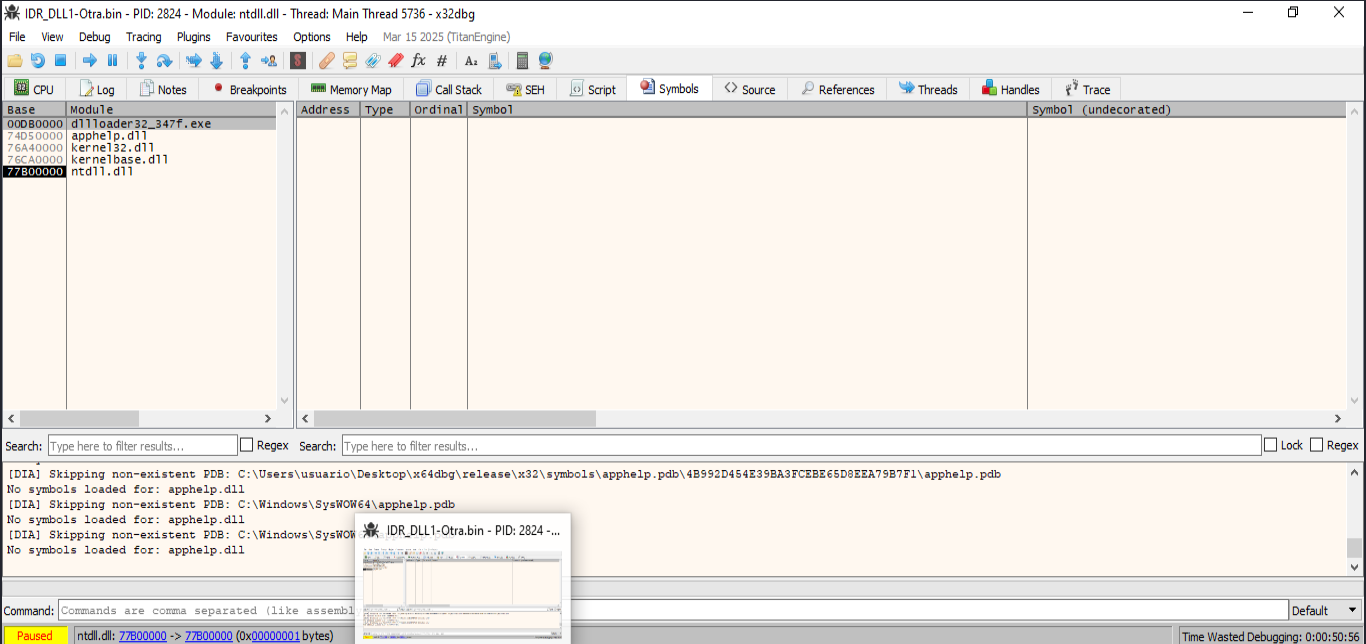 IDR_DLL1-Otra.bin - PID: 2824 - Module: ntdll.dll - Thread: Main Thread 5736 - x32dbg
File View Debug Tracing Plugins Favourites Options Help Mar 15 2025 (TitanEngine)
CPU Log Notes Breakpoints Memory Map Call Stack SEH Script Symbols Source References Threads Handles Trace
Base Module Address Type Ordinal Symbol Symbol (undecorated)
00DB0000 dllloader32_347f.exe
74D50000 apphelp.dll
76A40000 kernel32.dll
76CA0000 kernelbase.dll
77B00000 ntdll.dll
Search: Type here to filter results... Regex Search: Type here to filter results... Lock Regex
[DIA] Skipping non-existent PDB: C:\Users\usuario\Desktop\x64dbg\release\x32\symbols\apphelp.pdb\4B992D454E39BA3FCEBE65D8EEA79B7F1\apphelp.pdb
No symbols loaded for: apphelp.dll
[DIA] Skipping non-existent PDB: C:\Windows\SysWOW64\apphelp.pdb
No symbols loaded for: apphelp.dll
[DIA] Skipping non-existent PDB: C:\Windows\SysWOW
No symbols loaded for: apphelp.dll
IDR_DLL1-Otra.bin - PID: 2824 -...
Command: Commands are comma separated (like assembl Default
Paused ntdll.dll: 77B00000 -> 77B00000 (0x00000001 bytes) Time Wasted Debugging: 0:00:50:56